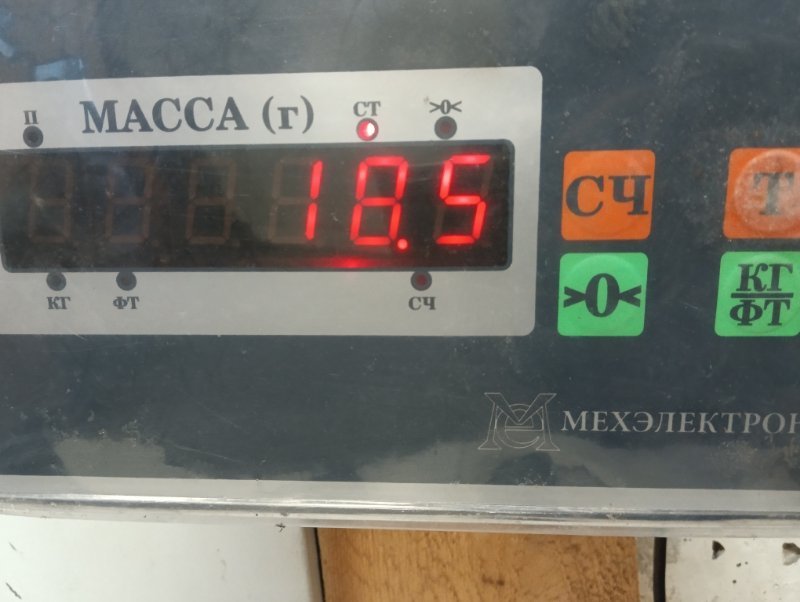 П МАССА (г) СТ >0<
18.5
КГ ФТ СЧ
СЧ Т
>0< КГ
ФТ
МЕХЭЛЕКТРОН